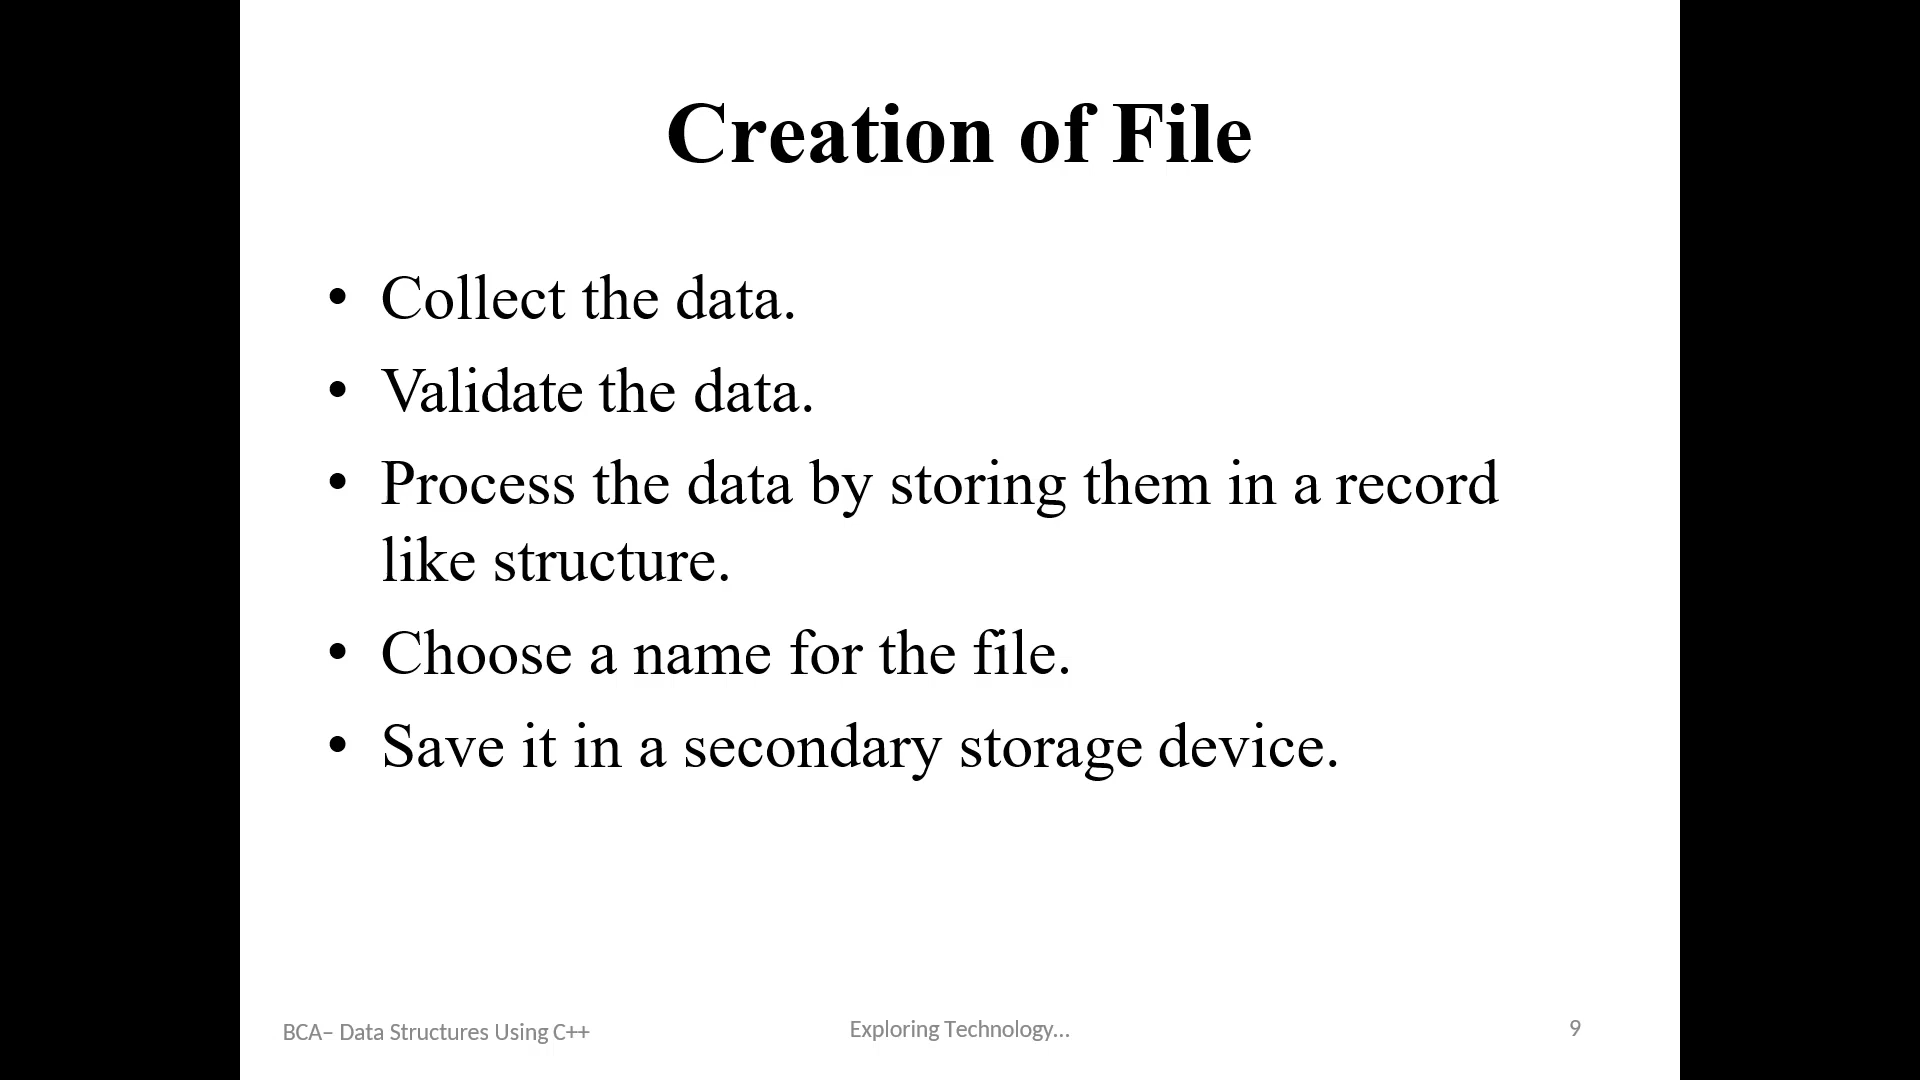 Creation of File
• Collect the data.
• Validate the data.
• Process the data by storing them in a record
like structure.
• Choose a name for the file.
• Save it in a secondary storage device.
BCA– Data Structures Using C++
Exploring Technology...
9